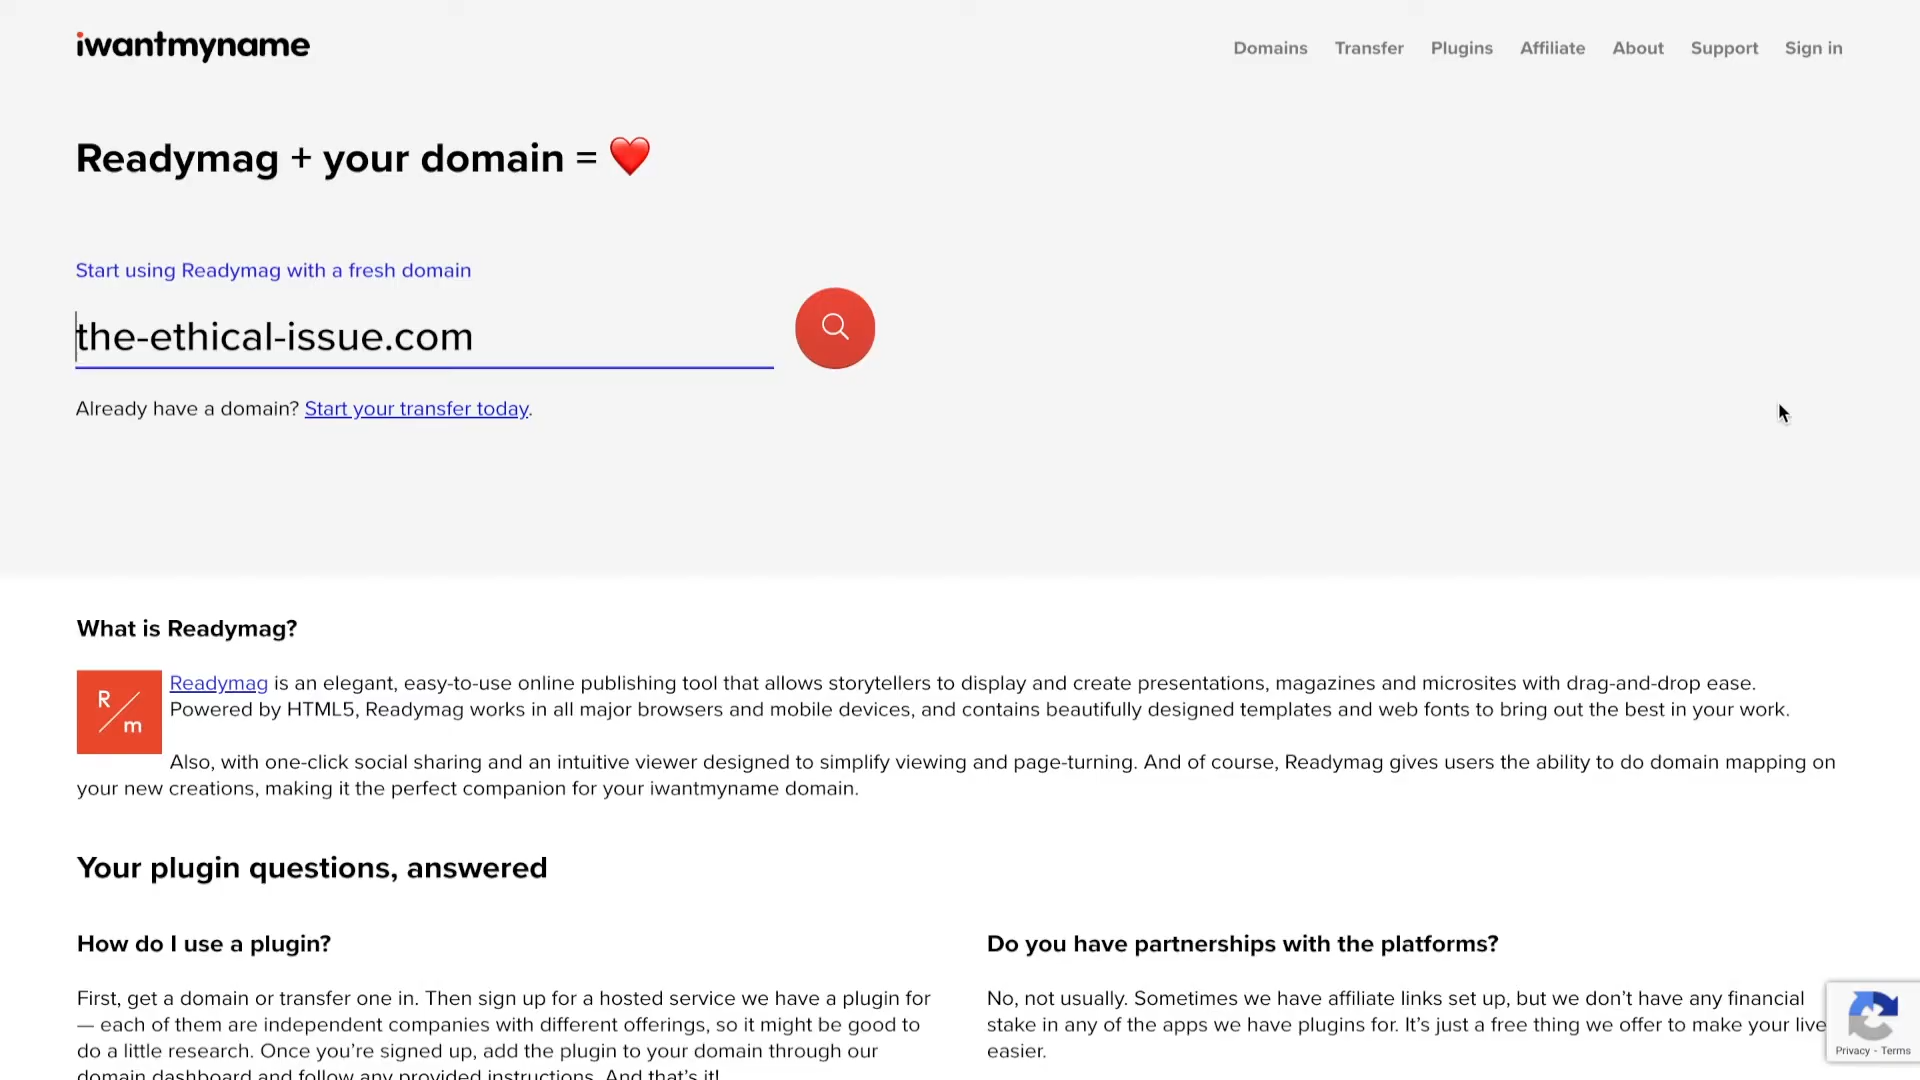 iwantmyname
Domains Transfer Plugins Affiliate About Support Sign in
Readymag + your domain = ❤️
Start using Readymag with a fresh domain
the-ethical-issue.com
Already have a domain? Start your transfer today.
What is Readymag?
R/m
Readymag is an elegant, easy-to-use online publishing tool that allows storytellers to display and create presentations, magazines and microsites with drag-and-drop ease.
Powered by HTML5, Readymag works in all major browsers and mobile devices, and contains beautifully designed templates and web fonts to bring out the best in your work.
Also, with one-click social sharing and an intuitive viewer designed to simplify viewing and page-turning. And of course, Readymag gives users the ability to do domain mapping on
your new creations, making it the perfect companion for your iwantmyname domain.
Your plugin questions, answered
How do I use a plugin?
First, get a domain or transfer one in. Then sign up for a hosted service we have a plugin for
— each of them are independent companies with different offerings, so it might be good to
do a little research. Once you’re signed up, add the plugin to your domain through our
domain dashboard and follow any provided instructions. And that’s it!
Do you have partnerships with the platforms?
No, not usually. Sometimes we have affiliate links set up, but we don’t have any financial
stake in any of the apps we have plugins for. It’s just a free thing we offer to make your live
easier.
Privacy - Terms